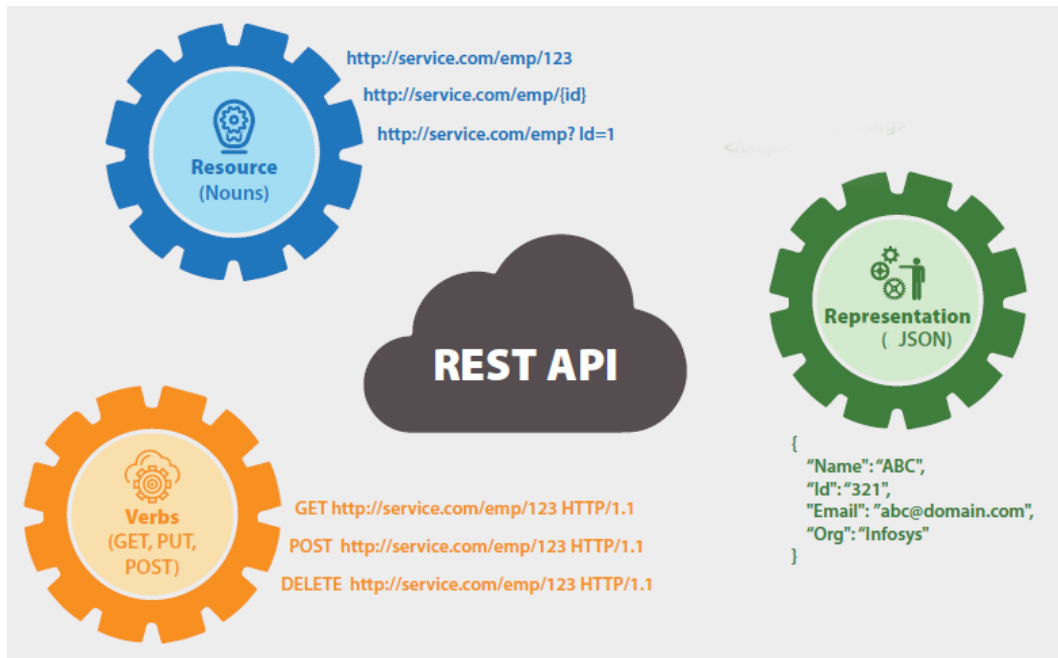 http://service.com/emp/123
http://service.com/emp/{id}
http://service.com/emp? Id=1
Resource
(Nouns)
REST API
Representation
( JSON)
{
“Name": “ABC",
“Id": “321",
"Email": ”abc@domain.com",
“Org": “Infosys"
}
Verbs
(GET, PUT,
POST)
GET http://service.com/emp/123 HTTP/1.1
POST http://service.com/emp/123 HTTP/1.1
DELETE http://service.com/emp/123 HTTP/1.1